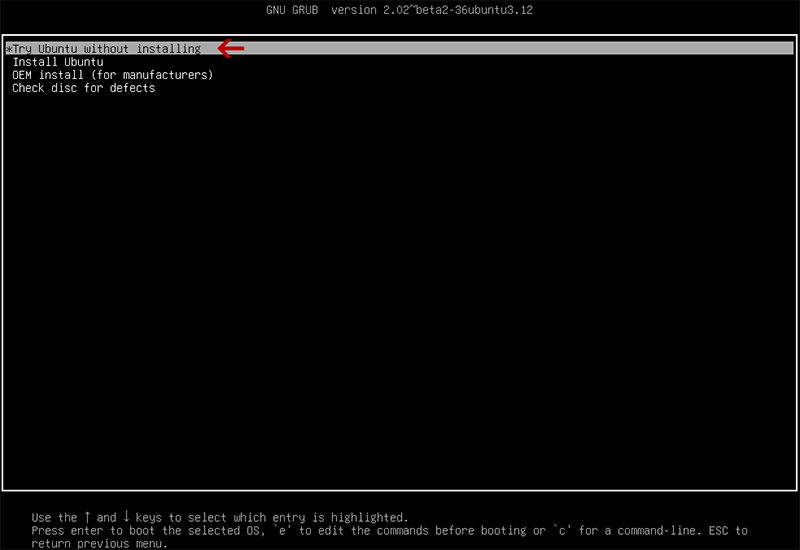 GNU GRUB  version 2.02~beta2-36ubuntu3.12
*Try Ubuntu without installing
Install Ubuntu
OEM install (for manufacturers)
Check disc for defects
Use the ↑ and ↓ keys to select which entry is highlighted.
Press enter to boot the selected OS, `e' to edit the commands before booting or `c' for a command-line. ESC to
return previous menu.